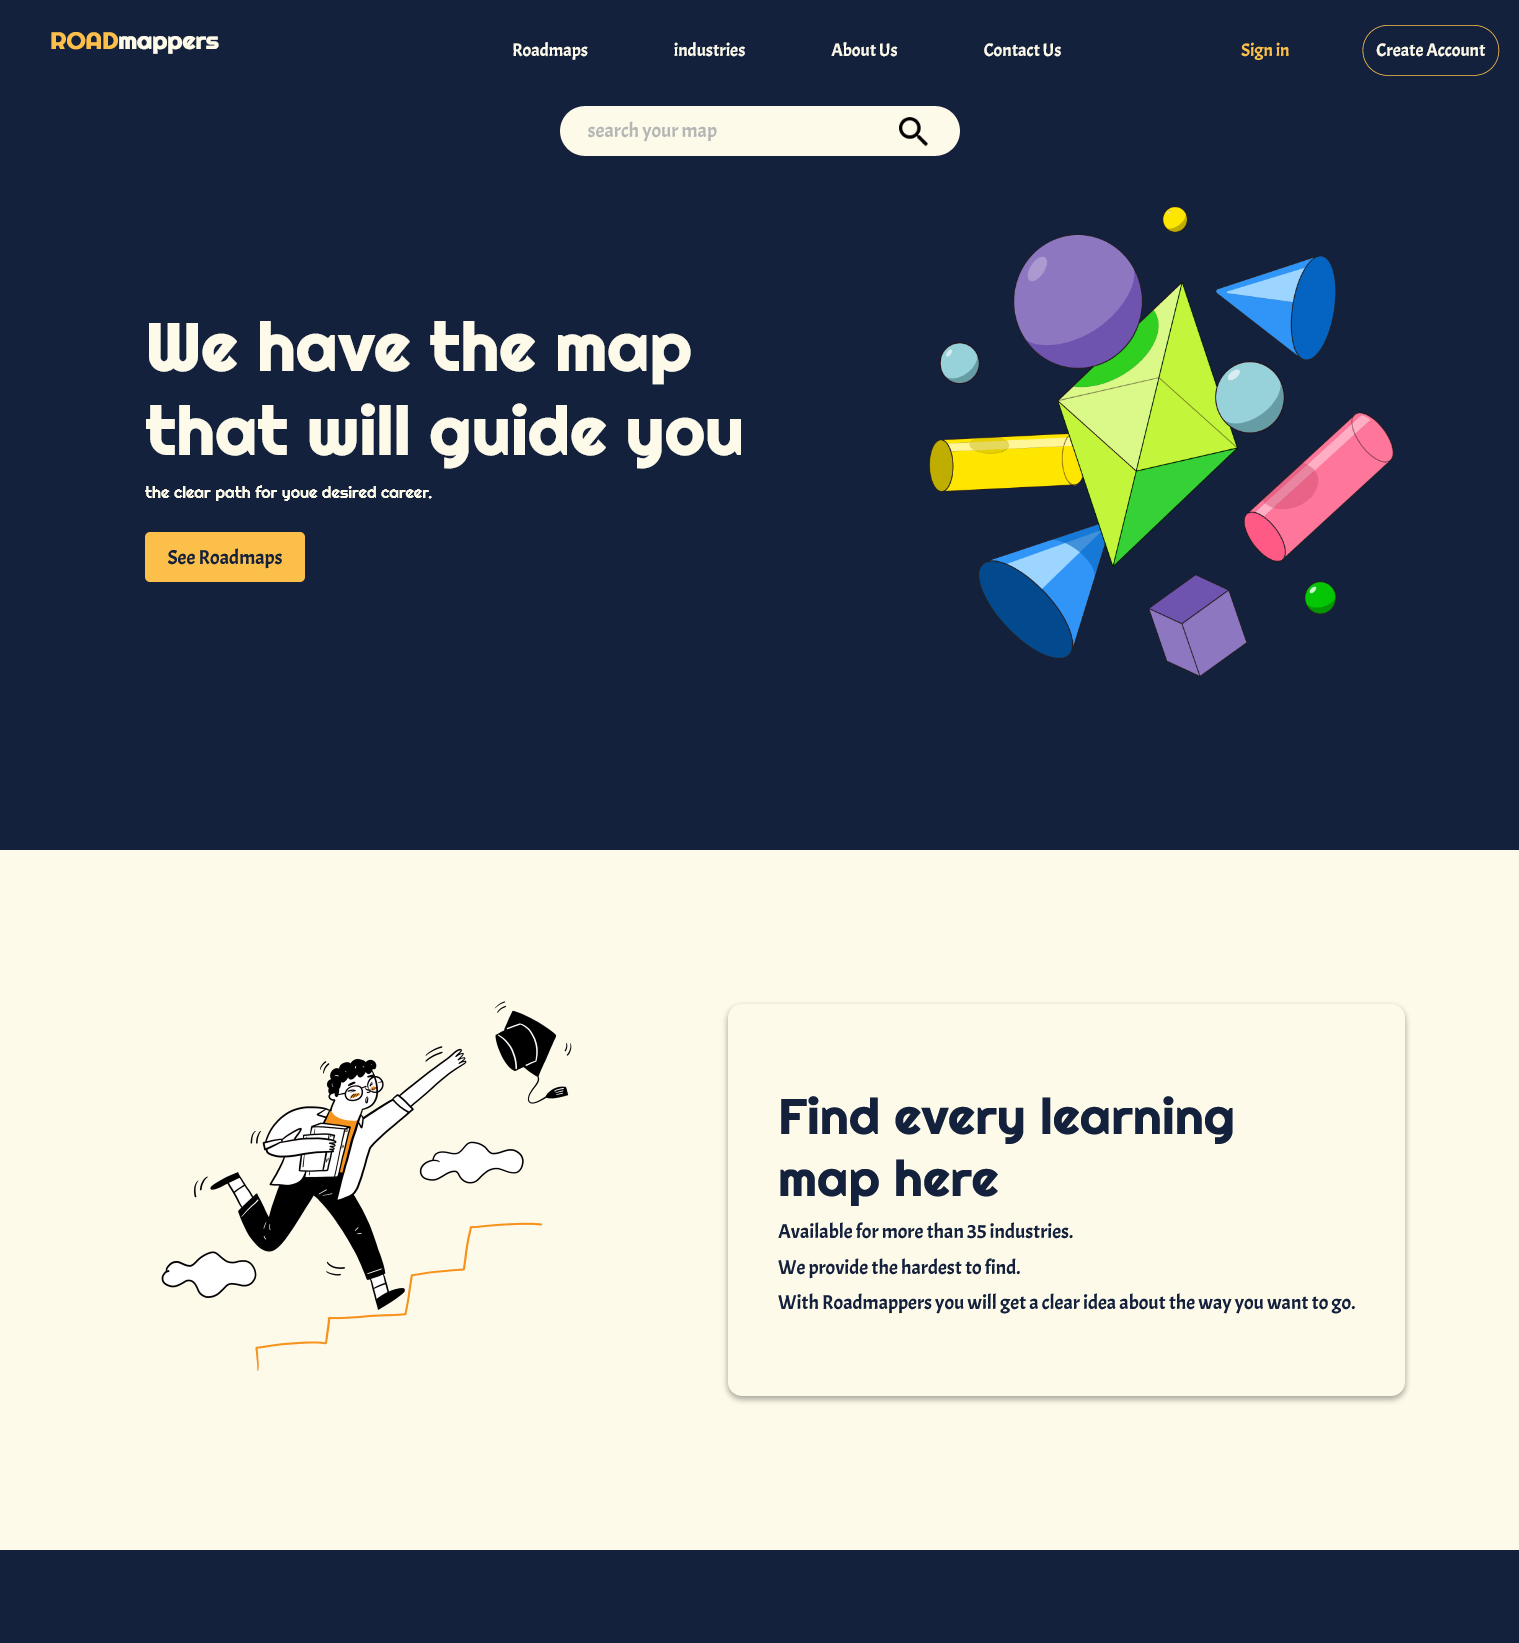 ROADmappers
Roadmaps industries About Us Contact Us Sign in Create Account
search your map
We have the map
that will guide you
the clear path for youe desired career.
See Roadmaps
Find every learning
map here
Available for more than 35 industries.
We provide the hardest to find.
With Roadmappers you will get a clear idea about the way you want to go.